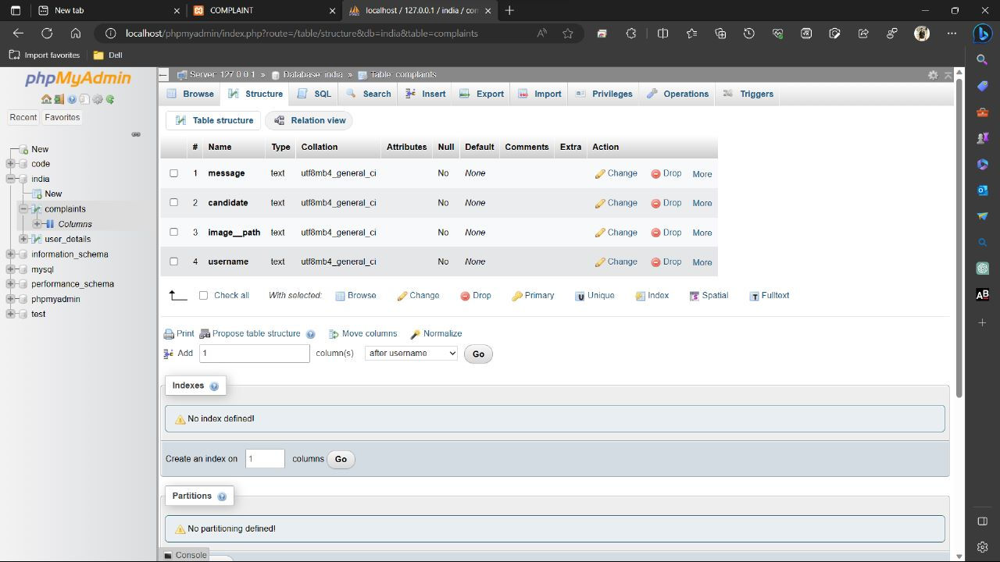 New tab
COMPLAINT
localhost / 127.0.0.1 / india / con
localhost/phpmyadmin/index.php?route=/table/structure&db=india&table=complaints
Import favorites
Dell
phpMyAdmin
Recent
Favorites
New
code
india
New
complaints
Columns
user_details
information_schema
mysql
performance_schema
phpmyadmin
test
Server: 127.0.0.1 » Database: india » Table: complaints
Browse Structure SQL Search Insert Export Import Privileges Operations Triggers
Table structure Relation view
# Name Type Collation Attributes Null Default Comments Extra Action
1 message text utf8mb4_general_ci No None Change Drop More
2 candidate text utf8mb4_general_ci No None Change Drop More
3 image__path text utf8mb4_general_ci No None Change Drop More
4 username text utf8mb4_general_ci No None Change Drop More
Check all With selected: Browse Change Drop Primary Unique Index Spatial Fulltext
Print Propose table structure Move columns Normalize
Add 1 column(s) after username Go
Indexes
No index defined!
Create an index on 1 columns Go
Partitions
No partitioning defined!
Console
AB